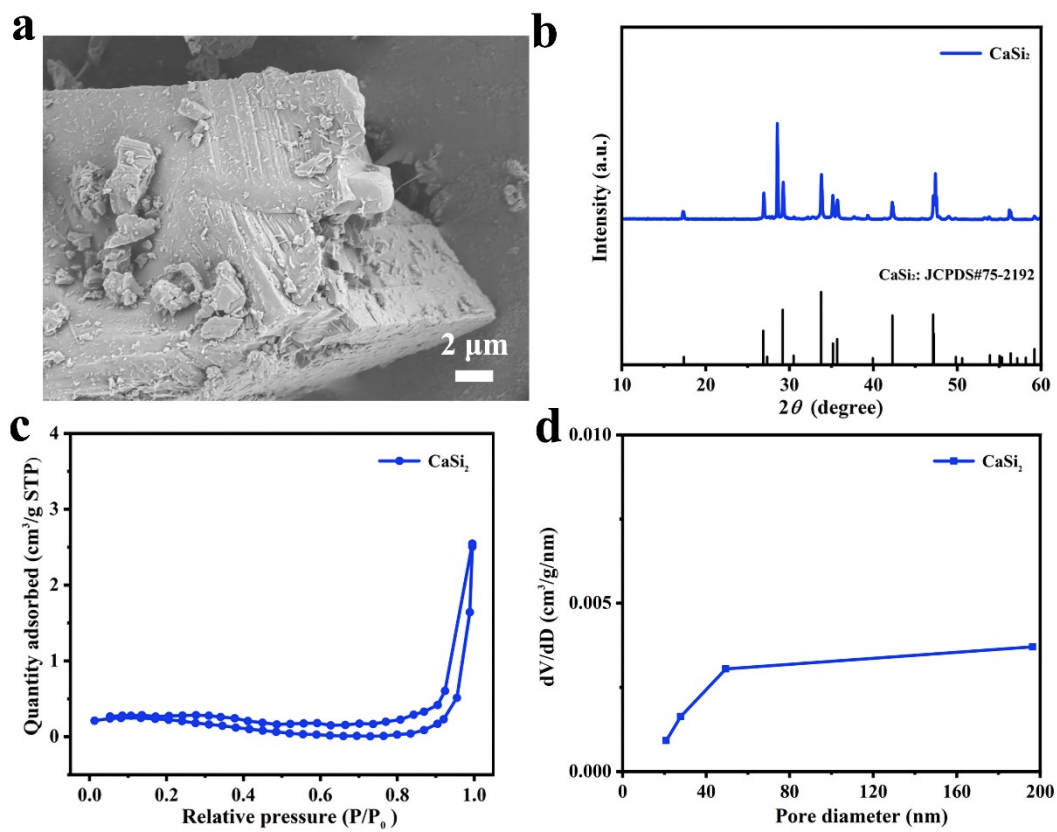 a
2 μm
b
CaSi₂
Intensity (a.u.)
CaSi₂: JCPDS#75-2192
10 20 30 40 50 60
2θ (degree)
c
4
3
2
1
0
CaSi₂
Quantity adsorbed (cm³/g STP)
0.0 0.2 0.4 0.6 0.8 1.0
Relative pressure (P/P₀)
d
0.010
0.005
0.000
CaSi₂
dV/dD (cm³/g/nm)
0 40 80 120 160 200
Pore diameter (nm)